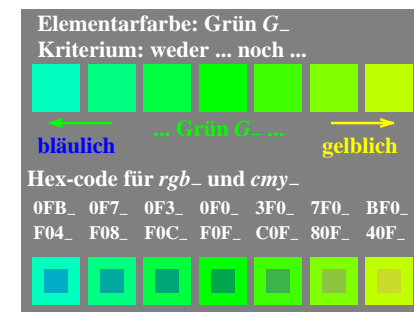 Elementarfarbe: Grün G_
Kriterium: weder ... noch ...
... Grün G_ ...
bläulich gelblich
Hex-code für rgb_ und cmy_
0FB_ 0F7_ 0F3_ 0F0_ 3F0_ 7F0_ BF0_
F04_ F08_ F0C_ F0F_ C0F_ 80F_ 40F_